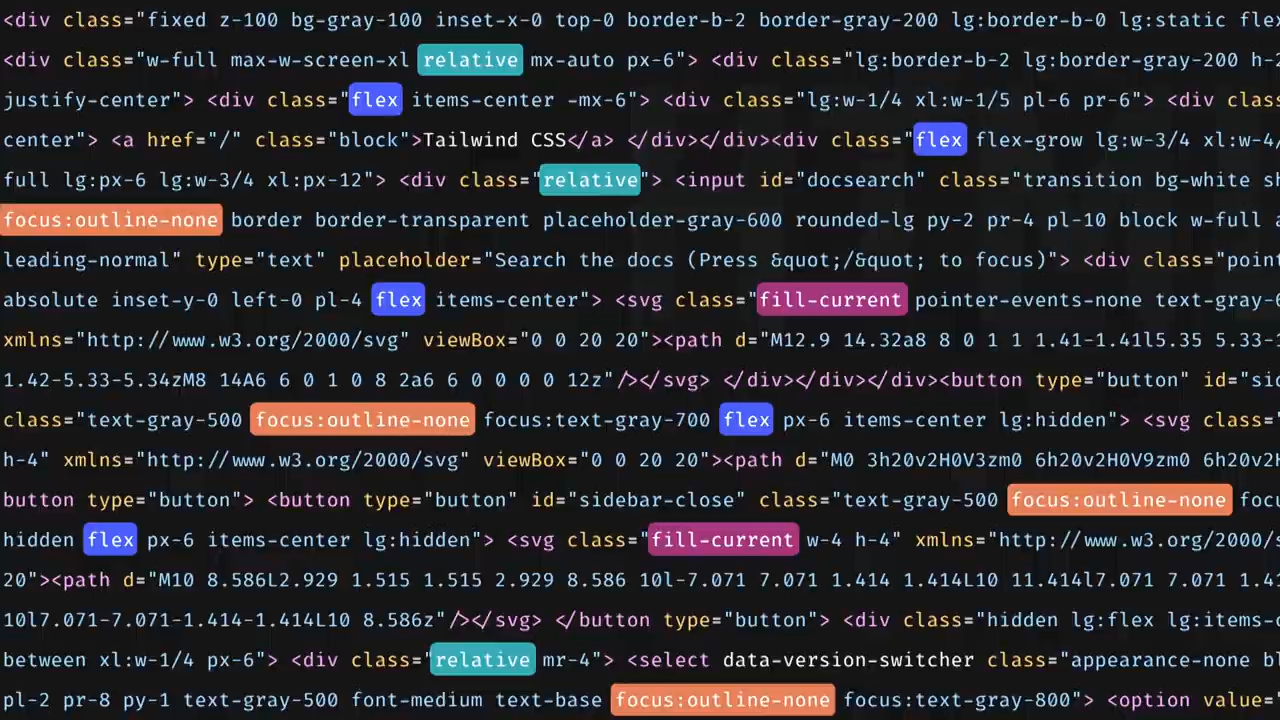 <div class="fixed z-100 bg-gray-100 inset-x-0 top-0 border-b-2 border-gray-200 lg:border-b-0 lg:static flex
<div class="w-full max-w-screen-xl relative mx-auto px-6"> <div class="lg:border-b-2 lg:border-gray-200 h-2
justify-center"> <div class="flex items-center -mx-6"> <div class="lg:w-1/4 xl:w-1/5 pl-6 pr-6"> <div clas
center"> <a href="/" class="block">Tailwind CSS</a> </div></div><div class="flex flex-grow lg:w-3/4 xl:w-4/
full lg:px-6 lg:w-3/4 xl:px-12"> <div class="relative"> <input id="docsearch" class="transition bg-white sh
focus:outline-none border border-transparent placeholder-gray-600 rounded-lg py-2 pr-4 pl-10 block w-full a
leading-normal" type="text" placeholder="Search the docs (Press &quot;/&quot; to focus)"> <div class="point
absolute inset-y-0 left-0 pl-4 flex items-center"> <svg class="fill-current pointer-events-none text-gray-6
xmlns="http://www.w3.org/2000/svg" viewBox="0 0 20 20"><path d="M12.9 14.32a8 8 0 1 1 1.41-1.41l5.35 5.33-1
1.42-5.33-5.34zM8 14A6 6 0 1 0 8 2a6 6 0 0 0 0 12z"/></svg> </div></div></div><button type="button" id="sid
class="text-gray-500 focus:outline-none focus:text-gray-700 flex px-6 items-center lg:hidden"> <svg class="
h-4" xmlns="http://www.w3.org/2000/svg" viewBox="0 0 20 20"><path d="M0 3h20v2H0V3zm0 6h20v2H0V9zm0 6h20v2H
button type="button"> <button type="button" id="sidebar-close" class="text-gray-500 focus:outline-none focu
hidden flex px-6 items-center lg:hidden"> <svg class="fill-current w-4 h-4" xmlns="http://www.w3.org/2000/s
20"><path d="M10 8.586L2.929 1.515 1.515 2.929 8.586 10l-7.071 7.071 1.414 1.414L10 11.414l7.071 7.071 1.41
10l7.071-7.071-1.414-1.414L10 8.586z"/></svg> </button type="button"> <div class="hidden lg:flex lg:items-c
between xl:w-1/4 px-6"> <div class="relative mr-4"> <select data-version-switcher class="appearance-none bl
pl-2 pr-8 py-1 text-gray-500 font-medium text-base focus:outline-none focus:text-gray-800"> <option value="